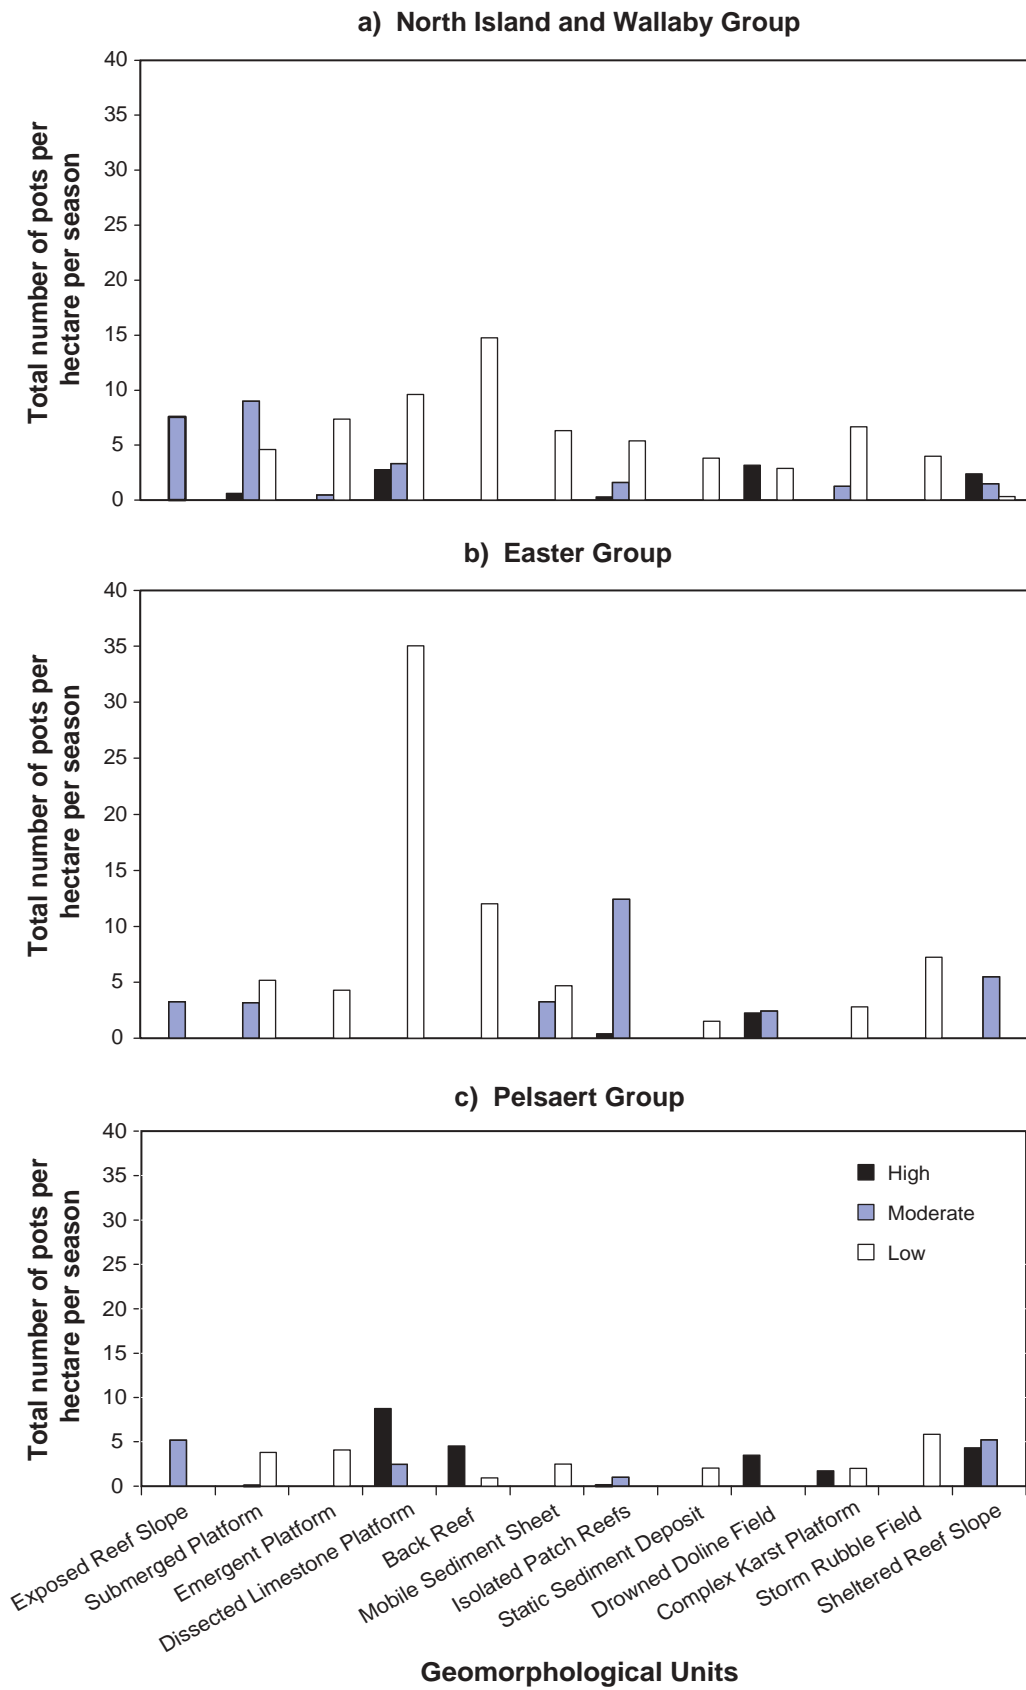 a) North Island and Wallaby Group
Total number of pots per
hectare per season
40
35
30
25
20
15
10
5
0
b) Easter Group
Total number of pots per
hectare per season
40
35
30
25
20
15
10
5
0
c) Pelsaert Group
Total number of pots per
hectare per season
40
35
30
25
20
15
10
5
0
High
Moderate
Low
Exposed Reef Slope
Submerged Platform
Emergent Platform
Dissected Limestone Platform
Back Reef
Mobile Sediment Sheet
Isolated Patch Reefs
Static Sediment Deposit
Drowned Doline Field
Complex Karst Platform
Storm Rubble Field
Sheltered Reef Slope
Geomorphological Units